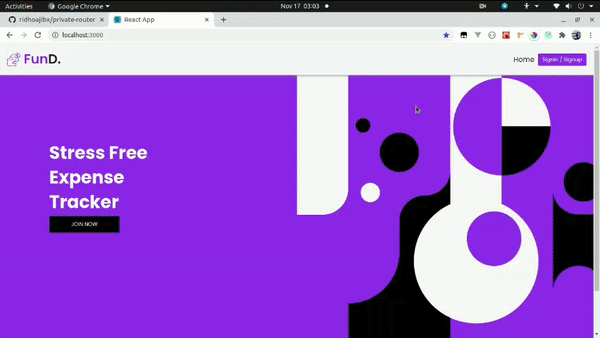 Activities
Google Chrome
Nov 17 03:03
ridhoajibx/private-router
React App
localhost:3000
FunD.
Home
Signin / Signup
Stress Free
Expense
Tracker
JOIN NOW